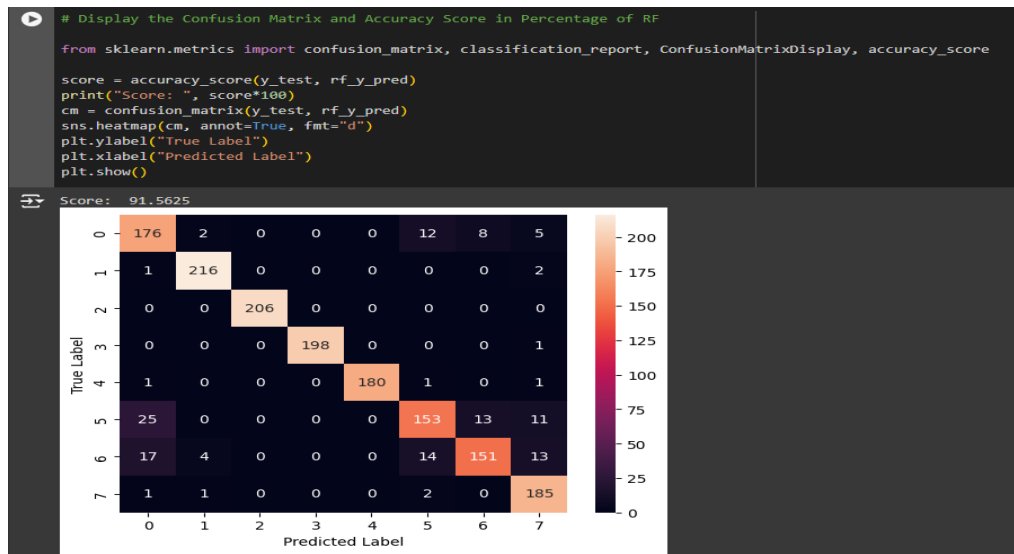 # Display the Confusion Matrix and Accuracy Score in Percentage of RF
from sklearn.metrics import confusion_matrix, classification_report, ConfusionMatrixDisplay, accuracy_score
score = accuracy_score(y_test, rf_y_pred)
print("Score: ", score*100)
cm = confusion_matrix(y_test, rf_y_pred)
sns.heatmap(cm, annot=True, fmt="d")
plt.ylabel("True Label")
plt.xlabel("Predicted Label")
plt.show()
Score: 91.5625
True Label
0 176 2 0 0 0 12 8 5
1 1 216 0 0 0 0 0 2
2 0 0 206 0 0 0 0 0
3 0 0 0 198 0 0 0 1
4 1 0 0 0 180 1 0 1
5 25 0 0 0 0 153 13 11
6 17 4 0 0 0 14 151 13
7 1 1 0 0 0 2 0 185
0 1 2 3 4 5 6 7
Predicted Label
200
175
150
125
100
75
50
25
0